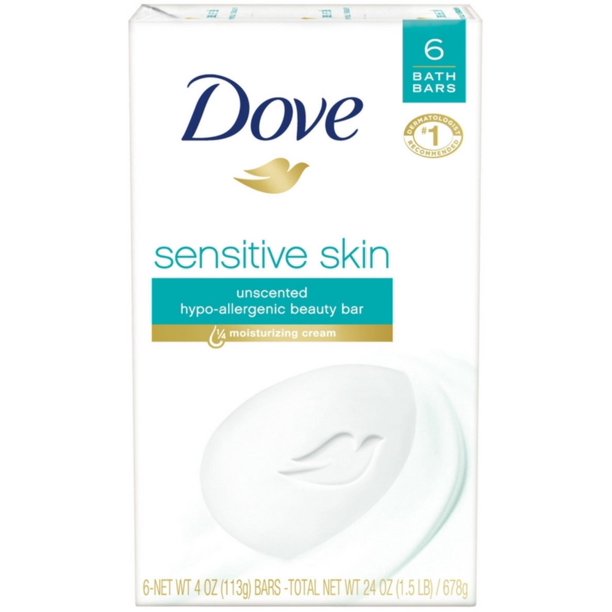 6
BATH
BARS
Dove
DERMATOLOGIST
#1
RECOMMENDED
sensitive skin
unscented
hypo-allergenic beauty bar
¼ moisturizing cream
6-NET WT 4 OZ (113g) BARS -TOTAL NET WT 24 OZ (1.5 LB) / 678g